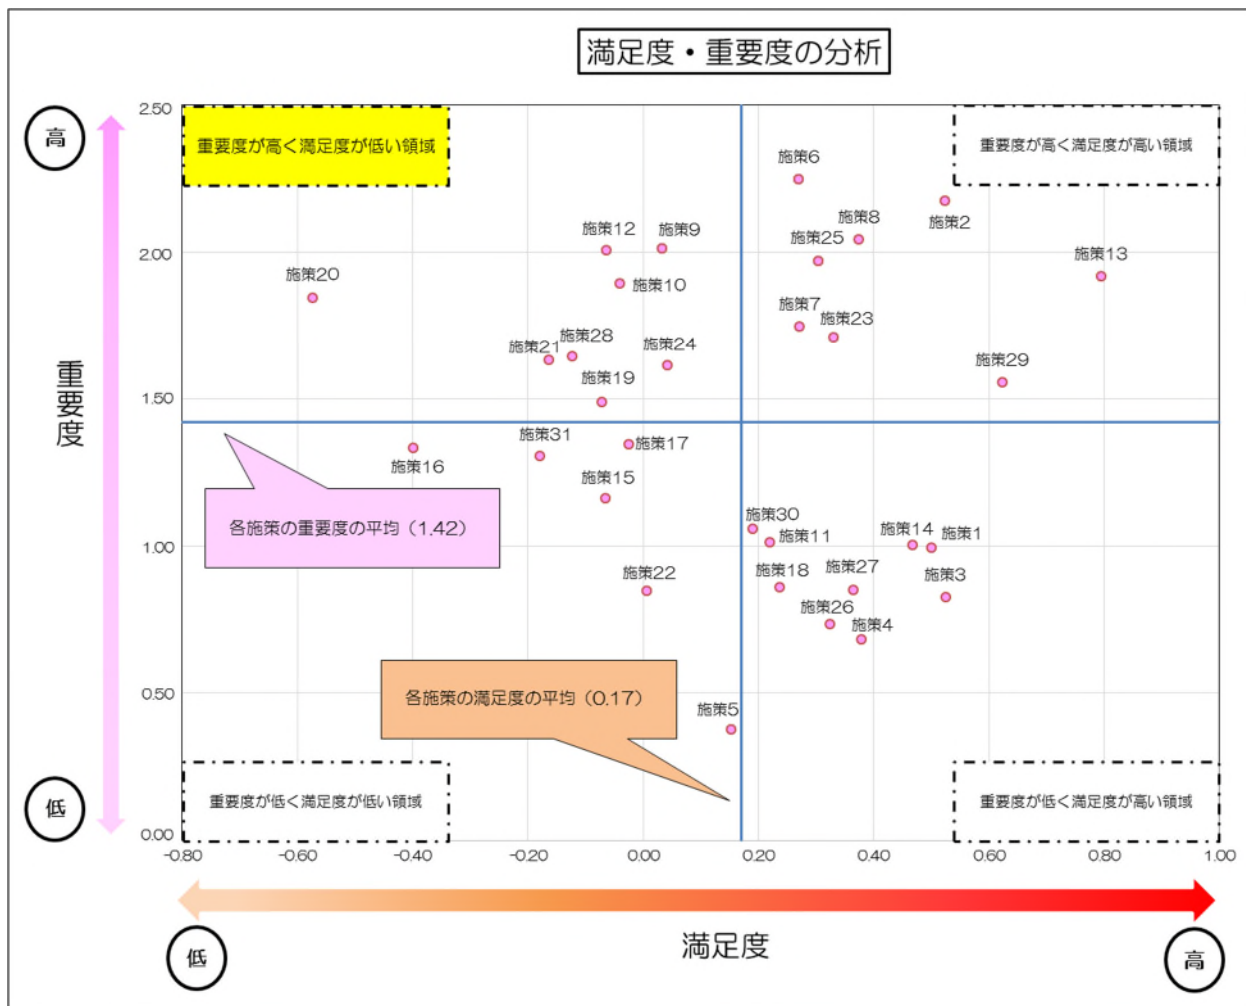 満足度・重要度の分析
高
2.50
重要度が高く満足度が低い領域
重要度が高く満足度が高い領域
施策6
施策2
施策8
施策12
施策9
施策25
2.00
施策13
施策20
施策10
施策7
施策23
施策28
施策21
施策24
施策29
施策19
1.50
重要度
施策31
施策17
施策16
施策15
各施策の重要度の平均（1.42）
施策30
施策11
施策14
施策1
1.00
施策22
施策18
施策27
施策3
施策26
施策4
0.50
各施策の満足度の平均（0.17）
施策5
低
重要度が低く満足度が低い領域
重要度が低く満足度が高い領域
0.00
-0.80
-0.60
-0.40
-0.20
0.00
0.20
0.40
0.60
0.80
1.00
低
満足度
高